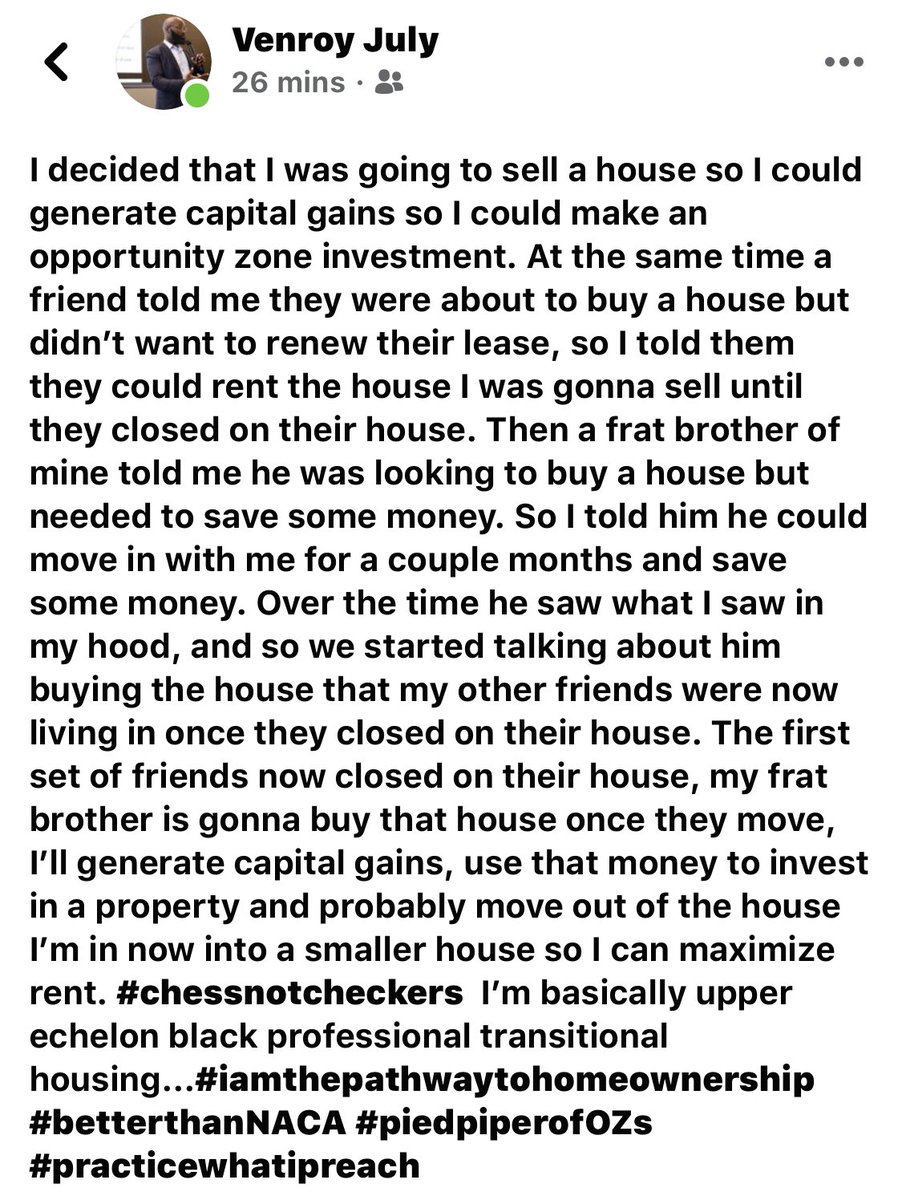 Venroy July
26 mins ·
I decided that I was going to sell a house so I could
generate capital gains so I could make an
opportunity zone investment. At the same time a
friend told me they were about to buy a house but
didn’t want to renew their lease, so I told them
they could rent the house I was gonna sell until
they closed on their house. Then a frat brother of
mine told me he was looking to buy a house but
needed to save some money. So I told him he could
move in with me for a couple months and save
some money. Over the time he saw what I saw in
my hood, and so we started talking about him
buying the house that my other friends were now
living in once they closed on their house. The first
set of friends now closed on their house, my frat
brother is gonna buy that house once they move,
I’ll generate capital gains, use that money to invest
in a property and probably move out of the house
I’m in now into a smaller house so I can maximize
rent. #chessnotcheckers I’m basically upper
echelon black professional transitional
housing...#iamthepathwaytohomeownership
#betterthanNACA #piedpiperofOZs
#practicewhatipreach